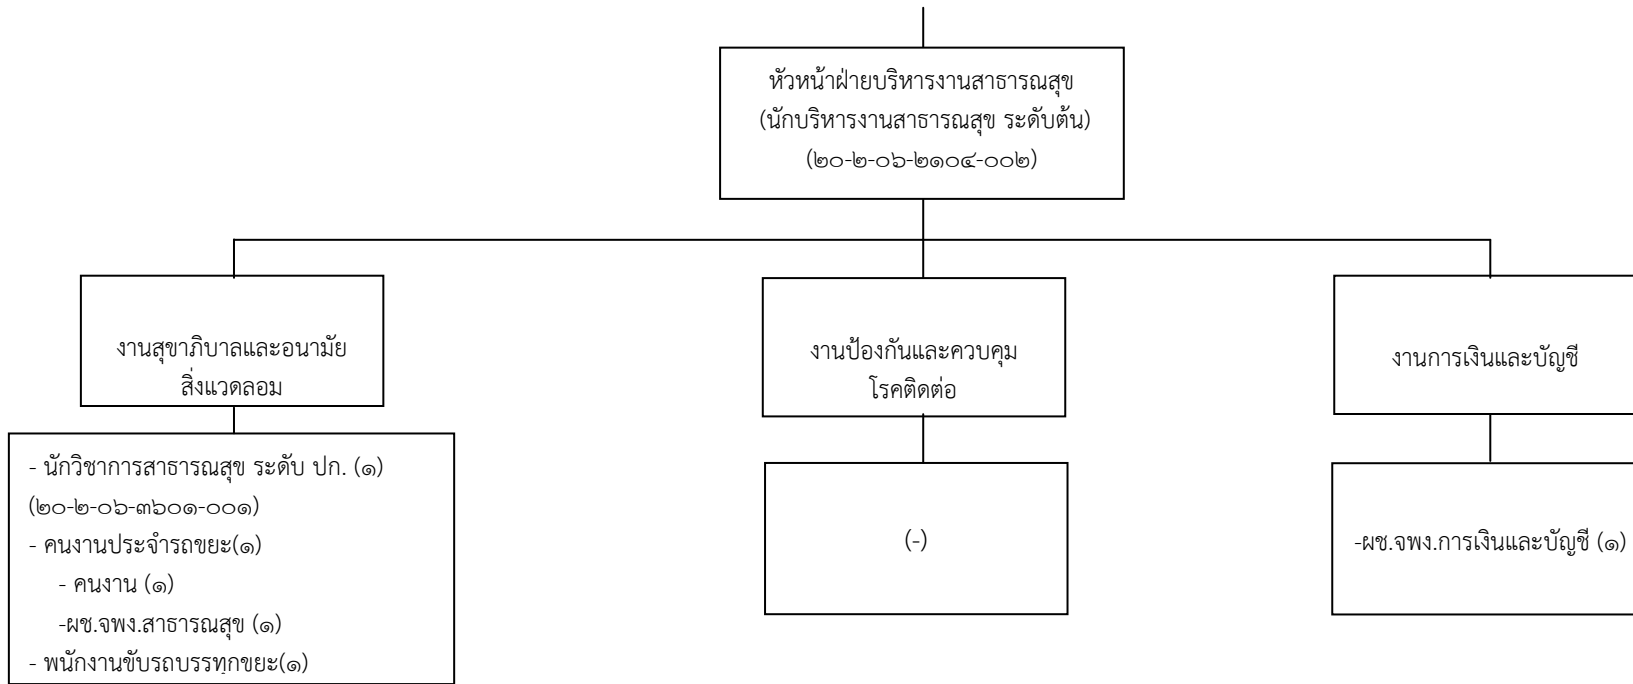 หัวหน้าฝ่ายบริหารงานสาธารณสุข
(นักบริหารงานสาธารณสุข ระดับต้น)
(๒๐-๒-๐๖-๒๑๐๔-๐๐๒)
งานสุขาภิบาลและอนามัย
สิ่งแวดลอม
งานป้องกันและควบคุม
โรคติดต่อ
งานการเงินและบัญชี
- นักวิชาการสาธารณสุข ระดับ ปก. (๑)
(๒๐-๒-๐๖-๓๖๐๑-๐๐๑)
- คนงานประจำรถขยะ(๑)
- คนงาน (๑)
-ผช.จพง.สาธารณสุข (๑)
- พนักงานขับรถบรรทุกขยะ(๑)
(-)
-ผช.จพง.การเงินและบัญชี (๑)